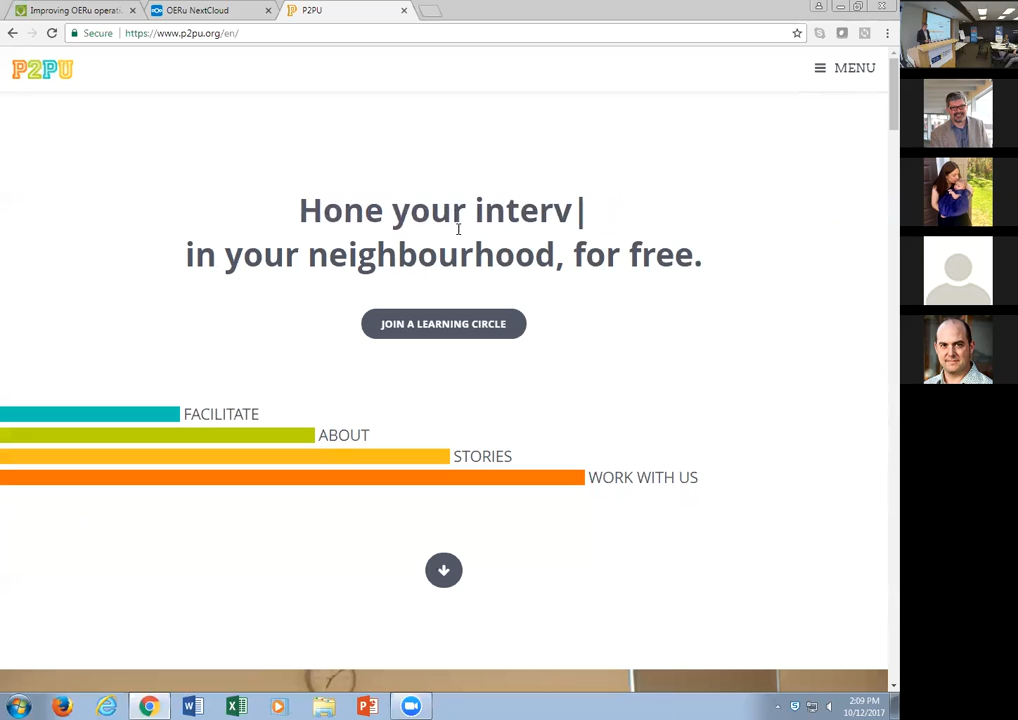 Improving OERu operati
OERu NextCloud
P2PU
Secure
https://www.p2pu.org/en/
P2PU
MENU
Hone your interv|
in your neighbourhood, for free.
JOIN A LEARNING CIRCLE
FACILITATE
ABOUT
STORIES
WORK WITH US
2:09 PM
10/12/2017